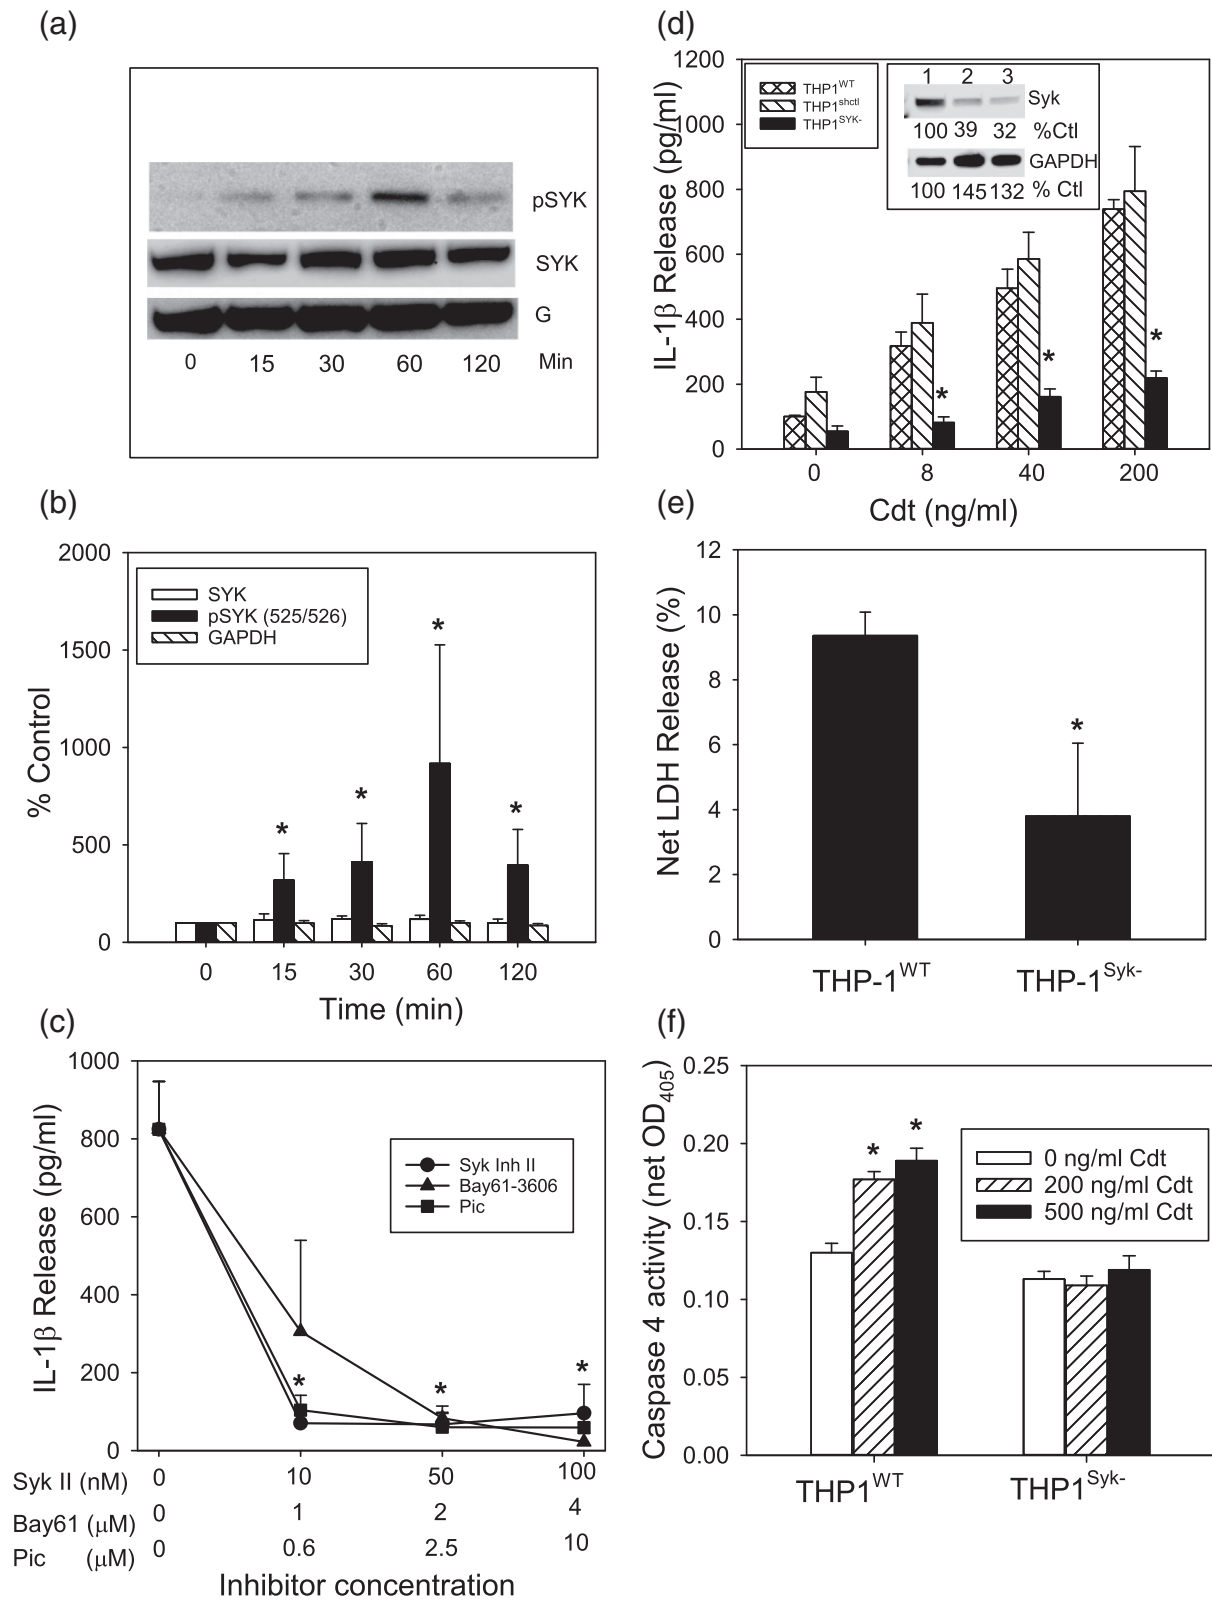 (a)
pSYK
SYK
G
0 15 30 60 120 Min
(b)
2000
1500
1000
500
0
% Control
SYK
pSYK (525/526)
GAPDH
*
*
*
*
0 15 30 60 120
Time (min)
(c)
1000
800
600
400
200
0
IL-1β Release (pg/ml)
Syk Inh II
Bay61-3606
Pic
*
*
*
Syk II (nM) 0 10 50 100
Bay61 (μM) 0 1 2 4
Pic (μM) 0 0.6 2.5 10
Inhibitor concentration
(d)
1200
1000
800
600
400
200
0
IL-1β Release (pg/ml)
THP1WT
THP1shctl
THP1SYK-
1 2 3
Syk
100 39 32 %Ctl
GAPDH
100 145 132 % Ctl
*
*
*
0 8 40 200
Cdt (ng/ml)
(e)
12
10
8
6
4
2
0
Net LDH Release (%)
*
THP-1WT THP-1Syk-
(f)
0.25
0.20
0.15
0.10
0.05
0.00
Caspase 4 activity (net OD405)
0 ng/ml Cdt
200 ng/ml Cdt
500 ng/ml Cdt
*
*
THP1WT THP1Syk-